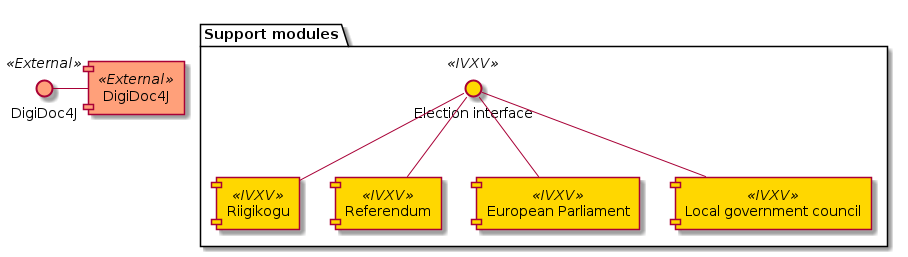 Support modules
«External»
DigiDoc4J
«External»
DigiDoc4J
«IVXV»
Election interface
«IVXV»
Riigikogu
«IVXV»
Referendum
«IVXV»
European Parliament
«IVXV»
Local government council